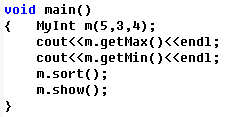 void main()
{   MyInt m(5,3,4);
    cout<<m.getMax()<<endl;
    cout<<m.getMin()<<endl;
    m.sort();
    m.show();
}